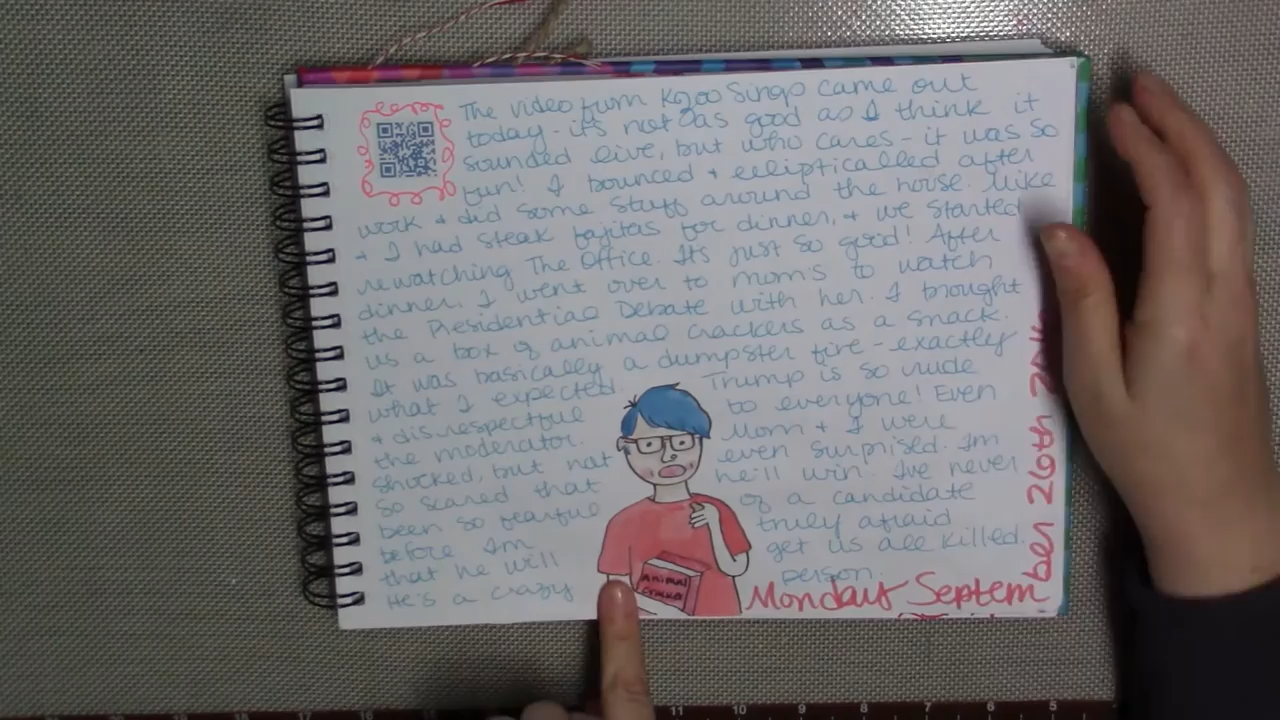 The video from Kzoo Sings came out
today - it's not as good as I think it
sounded live, but who cares - it was so
fun! I bounced + ellipticalled after
work + did some stuff around the house. Mike
+ I had steak fajitas for dinner, + we started
rewatching The Office. It's just so good! After
dinner, I went over to mom's to watch
the Presidential Debate with her. I brought
us a box of animal crackers as a snack.
It was basically a dumpster fire - exactly
what I expected. Trump is so rude
+ disrespectful to everyone! Even
the moderator. Mom + I were
shocked, but not even surprised. I'm
so scared that he'll win. I've never
been so fearful of a candidate
before I'm truly afraid
that he will get us all killed.
He's a crazy person.
Animal
Cracker
Monday September 26th